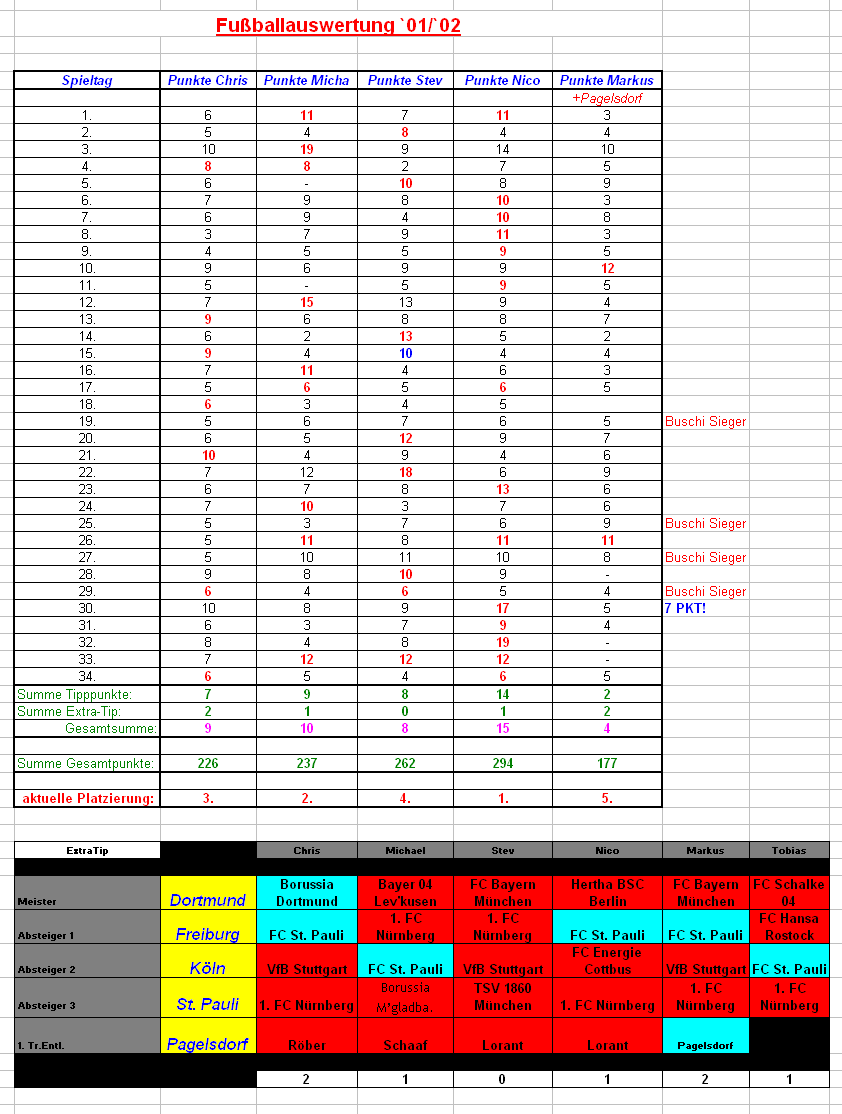 Fußballauswertung `01/`02
Spieltag Punkte Chris Punkte Micha Punkte Stev Punkte Nico Punkte Markus
+Pagelsdorf
1. 6 11 7 11 3
2. 5 4 8 4 4
3. 10 19 9 14 10
4. 8 8 2 7 5
5. 6 - 10 8 9
6. 7 9 8 10 3
7. 6 9 4 10 8
8. 3 7 9 11 3
9. 4 5 5 9 5
10. 9 6 9 9 12
11. 5 - 5 9 5
12. 7 15 13 9 4
13. 9 6 8 8 7
14. 6 2 13 5 2
15. 9 4 10 4 4
16. 7 11 4 6 3
17. 5 6 5 6 5
18. 6 3 4 5
19. 5 6 7 6 5 Buschi Sieger
20. 6 5 12 9 7
21. 10 4 9 4 6
22. 7 12 18 6 9
23. 6 7 8 13 6
24. 7 10 3 7 6
25. 5 3 7 6 9 Buschi Sieger
26. 5 11 8 11 11
27. 5 10 11 10 8 Buschi Sieger
28. 9 8 10 9 -
29. 6 4 6 5 4 Buschi Sieger
30. 10 8 9 17 5 7 PKT!
31. 6 3 7 9 4
32. 8 4 8 19 -
33. 7 12 12 12 -
34. 6 5 4 6 5
Summe Tipppunkte: 7 9 8 14 2
Summe Extra-Tip: 2 1 0 1 2
Gesamtsumme: 9 10 8 15 4
Summe Gesamtpunkte: 226 237 262 294 177
aktuelle Platzierung: 3. 2. 4. 1. 5.
ExtraTip Chris Michael Stev Nico Markus Tobias
Borussia Bayer 04 FC Bayern Hertha BSC FC Bayern FC Schalke
Meister Dortmund Dortmund Lev'kusen München Berlin München 04
1. FC 1. FC FC Hansa
Absteiger 1 Freiburg FC St. Pauli Nürnberg Nürnberg FC St. Pauli FC St. Pauli Rostock
FC Energie
Absteiger 2 Köln VfB Stuttgart FC St. Pauli VfB Stuttgart Cottbus VfB Stuttgart FC St. Pauli
Borussia TSV 1860 1. FC 1. FC
Absteiger 3 St. Pauli 1. FC Nürnberg M'gladba. München 1. FC Nürnberg Nürnberg Nürnberg
1. Tr.Entl. Pagelsdorf Röber Schaaf Lorant Lorant Pagelsdorf
2 1 0 1 2 1